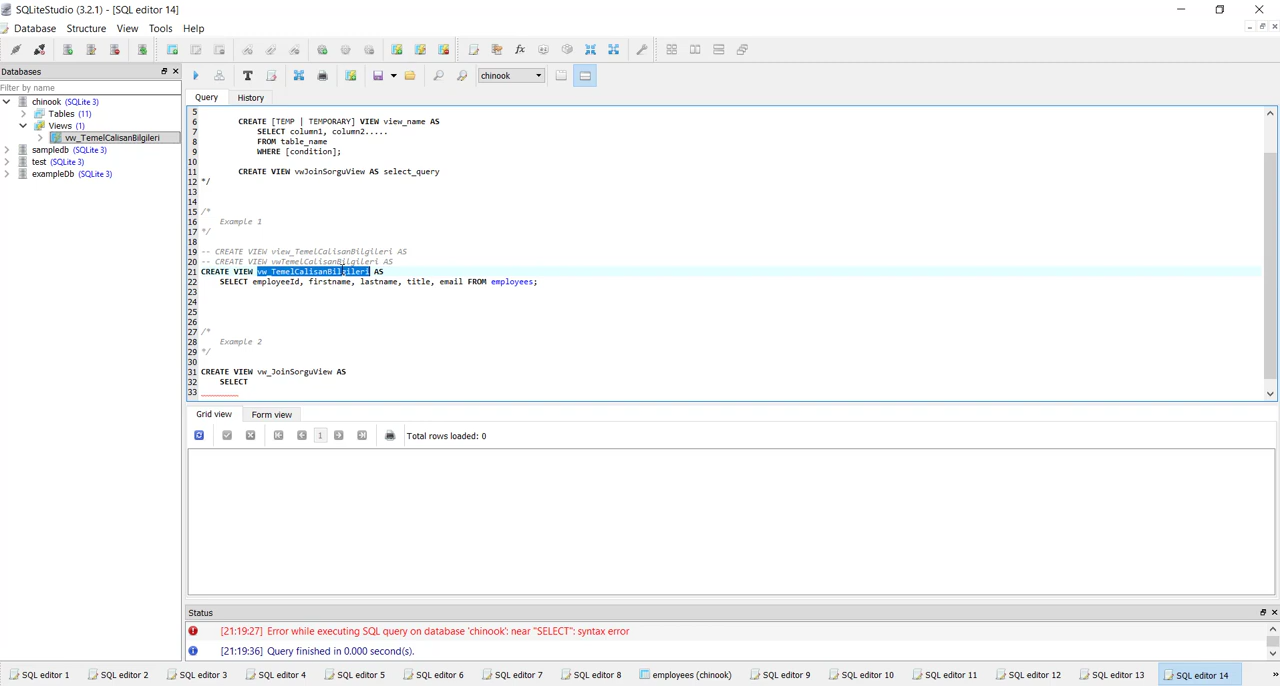 SQLiteStudio (3.2.1) - [SQL editor 14]
Database Structure View Tools Help
Databases
Filter by name
chinook (SQLite 3)
Tables (11)
Views (1)
vw_TemelCalisanBilgileri
sampledb (SQLite 3)
test (SQLite 3)
exampleDb (SQLite 3)
chinook
Query History
5
6 CREATE [TEMP | TEMPORARY] VIEW view_name AS
7 SELECT column1, column2.....
8 FROM table_name
9 WHERE [condition];
10
11 CREATE VIEW vwJoinSorguView AS select_query
12 */
13
14
15 /*
16 Example 1
17 */
18
19 -- CREATE VIEW view_TemelCalisanBilgileri AS
20 -- CREATE VIEW vwTemelCalisanBilgileri AS
21 CREATE VIEW vw_TemelCalisanBilgileri AS
22 SELECT employeeId, firstname, lastname, title, email FROM employees;
23
24
25
26
27 /*
28 Example 2
29 */
30
31 CREATE VIEW vw_JoinSorguView AS
32 SELECT
33
Grid view Form view
1 Total rows loaded: 0
Status
[21:19:27] Error while executing SQL query on database 'chinook': near "SELECT": syntax error
[21:19:36] Query finished in 0.000 second(s).
SQL editor 1 SQL editor 2 SQL editor 3 SQL editor 4 SQL editor 5 SQL editor 6 SQL editor 7 SQL editor 8 employees (chinook) SQL editor 9 SQL editor 10 SQL editor 11 SQL editor 12 SQL editor 13 SQL editor 14